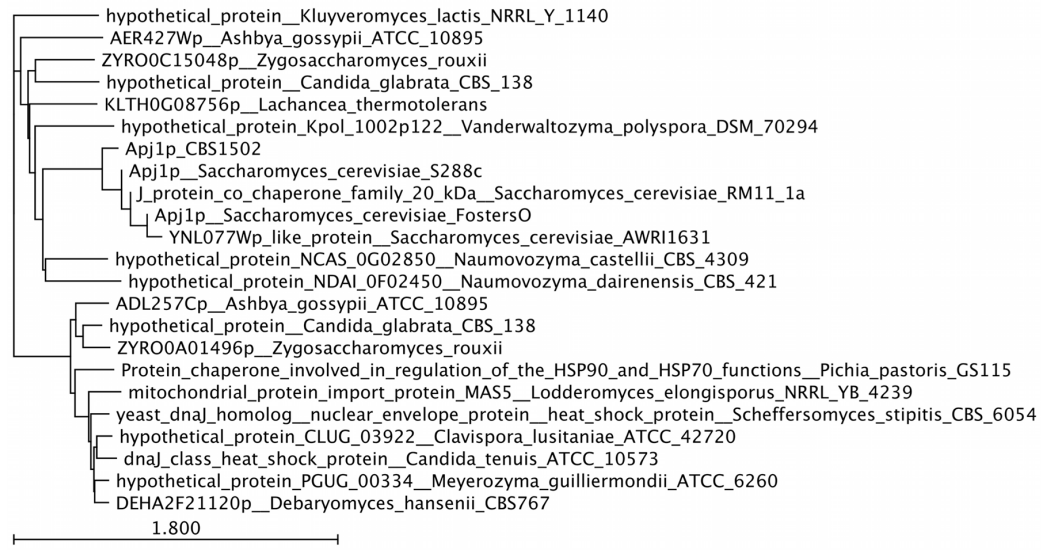 hypothetical_protein__Kluyveromyces_lactis_NRRL_Y_1140
AER427Wp__Ashbya_gossypii_ATCC_10895
ZYRO0C15048p__Zygosaccharomyces_rouxii
hypothetical_protein__Candida_glabrata_CBS_138
KLTH0G08756p__Lachancea_thermotolerans
hypothetical_protein_Kpol_1002p122__Vanderwaltozyma_polyspora_DSM_70294
Apj1p_CBS1502
Apj1p__Saccharomyces_cerevisiae_S288c
J_protein_co_chaperone_family_20_kDa__Saccharomyces_cerevisiae_RM11_1a
Apj1p__Saccharomyces_cerevisiae_FostersO
YNL077Wp_like_protein__Saccharomyces_cerevisiae_AWRI1631
hypothetical_protein_NCAS_0G02850__Naumovozyma_castellii_CBS_4309
hypothetical_protein_NDAI_0F02450__Naumovozyma_dairenensis_CBS_421
ADL257Cp__Ashbya_gossypii_ATCC_10895
hypothetical_protein__Candida_glabrata_CBS_138
ZYRO0A01496p__Zygosaccharomyces_rouxii
Protein_chaperone_involved_in_regulation_of_the_HSP90_and_HSP70_functions__Pichia_pastoris_GS115
mitochondrial_protein_import_protein_MAS5__Lodderomyces_elongisporus_NRRL_YB_4239
yeast_dnaJ_homolog__nuclear_envelope_protein__heat_shock_protein__Scheffersomyces_stipitis_CBS_6054
hypothetical_protein_CLUG_03922__Clavispora_lusitaniae_ATCC_42720
dnaJ_class_heat_shock_protein__Candida_tenuis_ATCC_10573
hypothetical_protein_PGUG_00334__Meyerozyma_guilliermondii_ATCC_6260
DEHA2F21120p__Debaryomyces_hansenii_CBS767
1.800